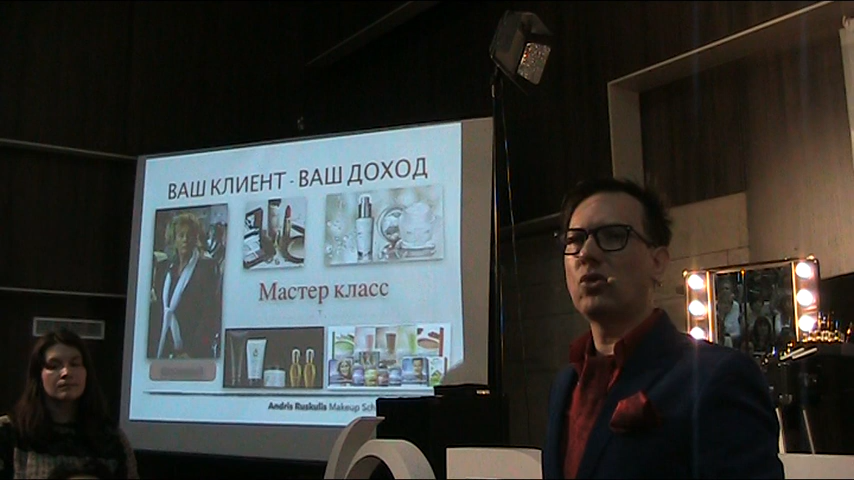 ВАШ КЛИЕНТ - ВАШ ДОХОД
Мастер класс
Andris Ruskulis Makeup Sch